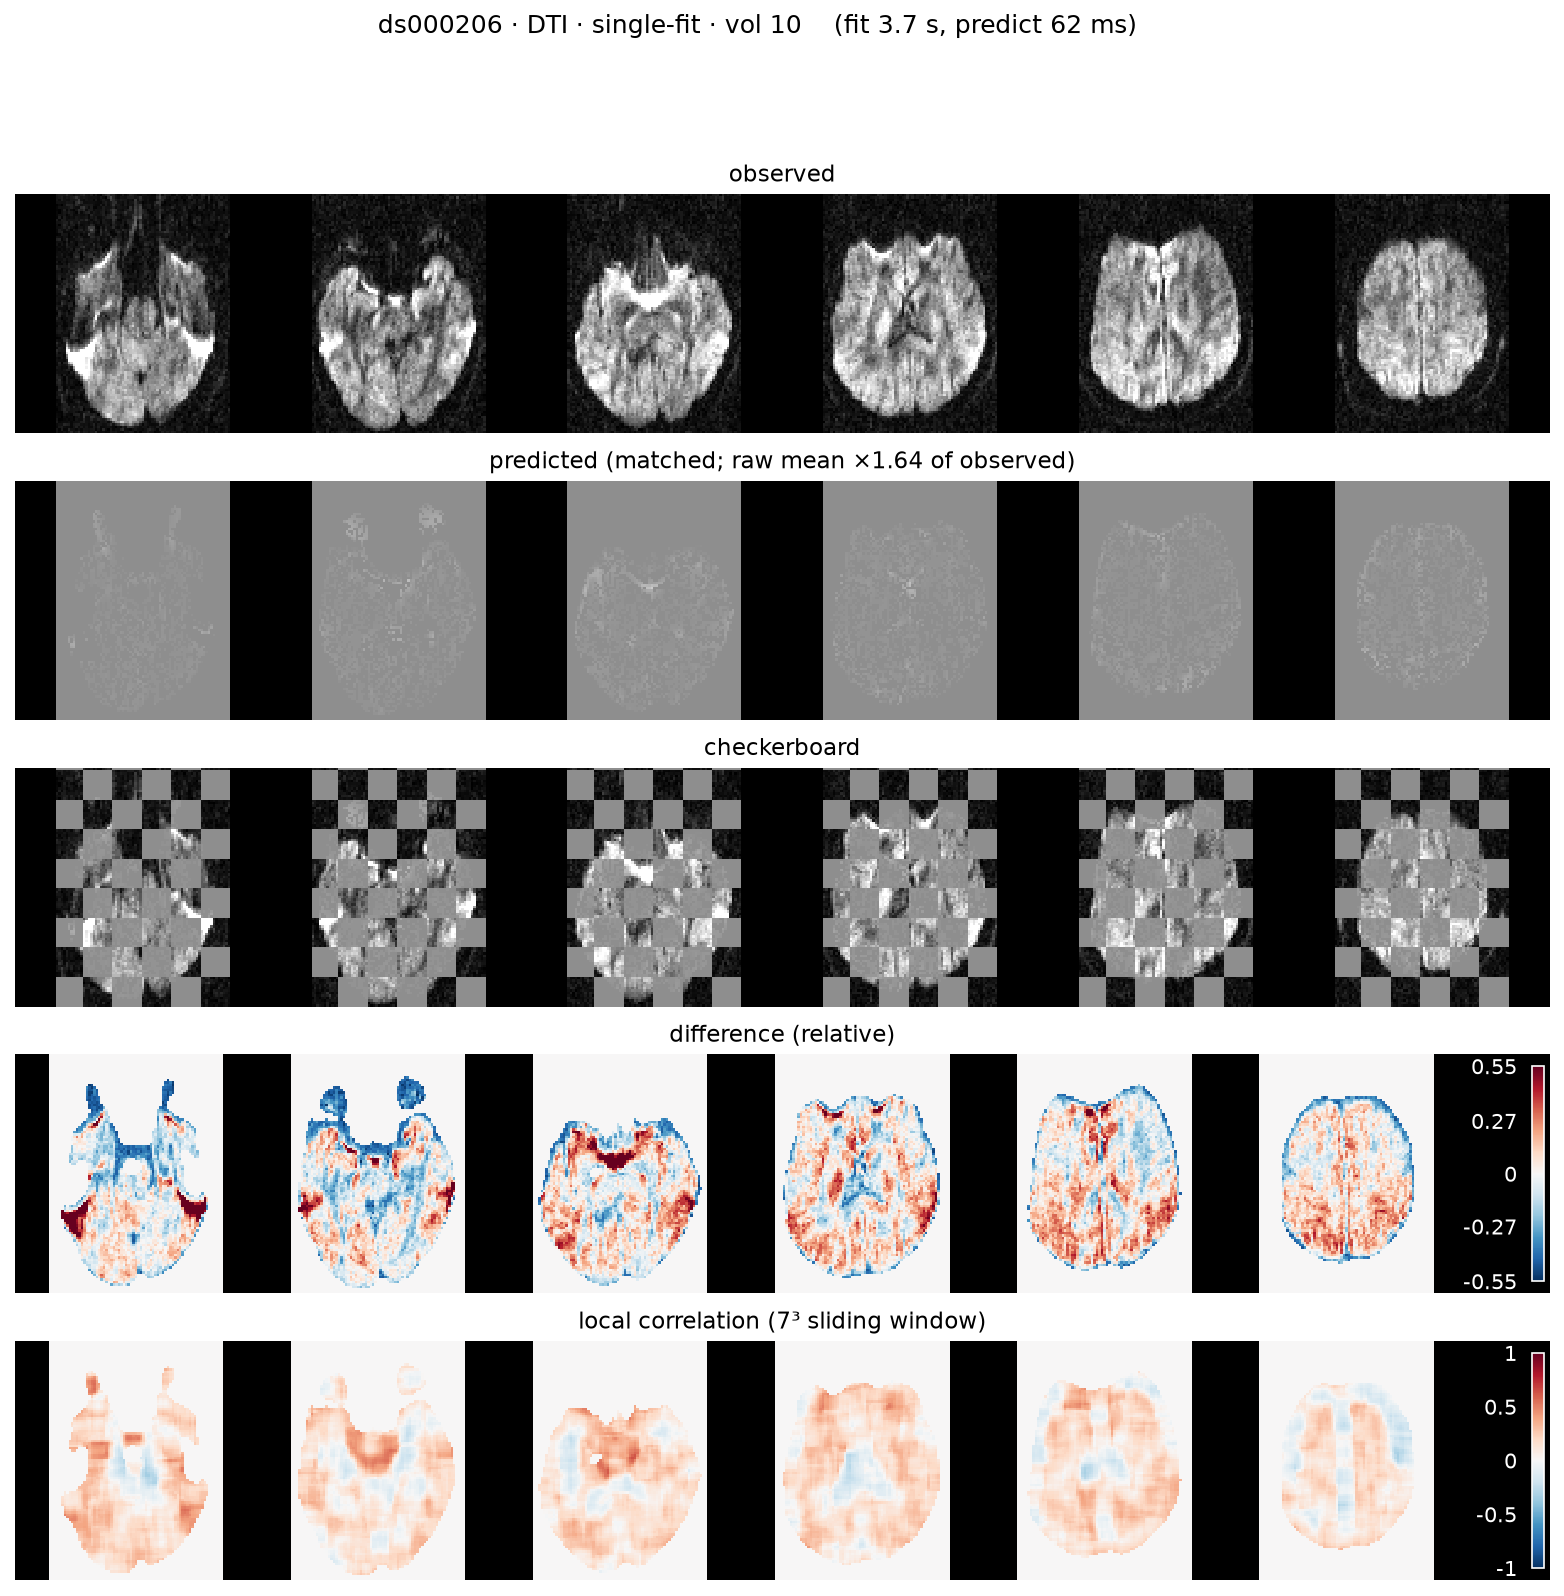 ds000206 · DTI · single-fit · vol 10    (fit 3.7 s, predict 62 ms)
observed
predicted (matched; raw mean ×1.64 of observed)
checkerboard
difference (relative)
0.55
0.27
0
-0.27
-0.55
local correlation (7³ sliding window)
1
0.5
0
-0.5
-1